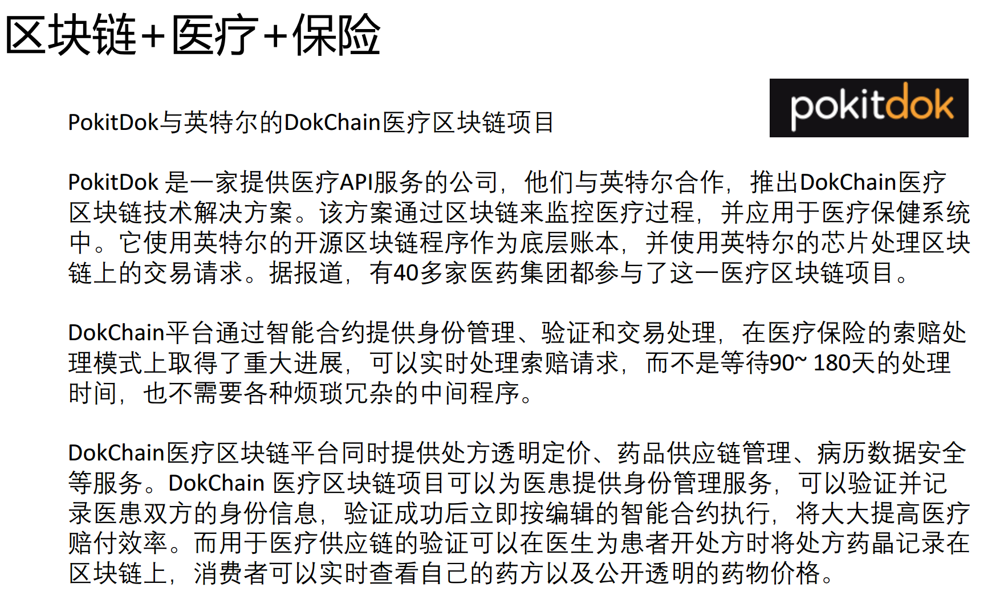 区块链+医疗+保险
pokitdok
PokitDok与英特尔的DokChain医疗区块链项目
PokitDok 是一家提供医疗API服务的公司，他们与英特尔合作，推出DokChain医疗
区块链技术解决方案。该方案通过区块链来监控医疗过程，并应用于医疗保健系统
中。它使用英特尔的开源区块链程序作为底层账本，并使用英特尔的芯片处理区块
链上的交易请求。据报道，有40多家医药集团都参与了这一医疗区块链项目。
DokChain平台通过智能合约提供身份管理、验证和交易处理，在医疗保险的索赔处
理模式上取得了重大进展，可以实时处理索赔请求，而不是等待90~ 180天的处理
时间，也不需要各种烦琐冗杂的中间程序。
DokChain医疗区块链平台同时提供处方透明定价、药品供应链管理、病历数据安全
等服务。DokChain 医疗区块链项目可以为医患提供身份管理服务，可以验证并记
录医患双方的身份信息，验证成功后立即按编辑的智能合约执行，将大大提高医疗
赔付效率。而用于医疗供应链的验证可以在医生为患者开处方时将处方药晶记录在
区块链上，消费者可以实时查看自己的药方以及公开透明的药物价格。